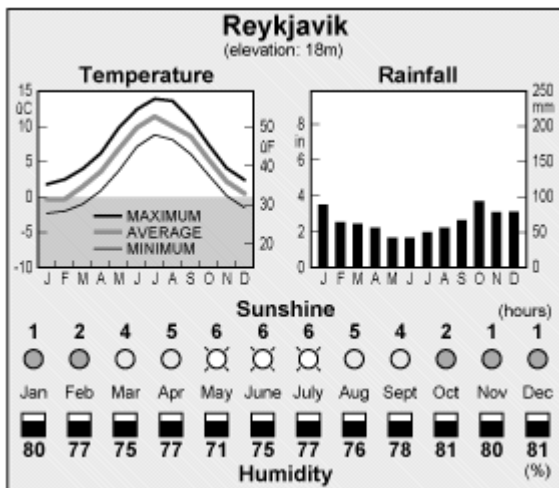 Reykjavik
(elevation: 18m)
Temperature
15
ûC
10
5
0
-5
-10
50
ûF
40
30
20
MAXIMUM
AVERAGE
MINIMUM
J F M A M J J A S O N D
Rainfall
8
in
6
4
2
0
250
mm
200
150
100
50
0
J F M A M J J A S O N D
Sunshine (hours)
1 2 4 5 6 6 6 5 4 2 1 1
Jan Feb Mar Apr May June July Aug Sept Oct Nov Dec
80 77 75 77 71 75 77 76 78 81 80 81
Humidity (%)